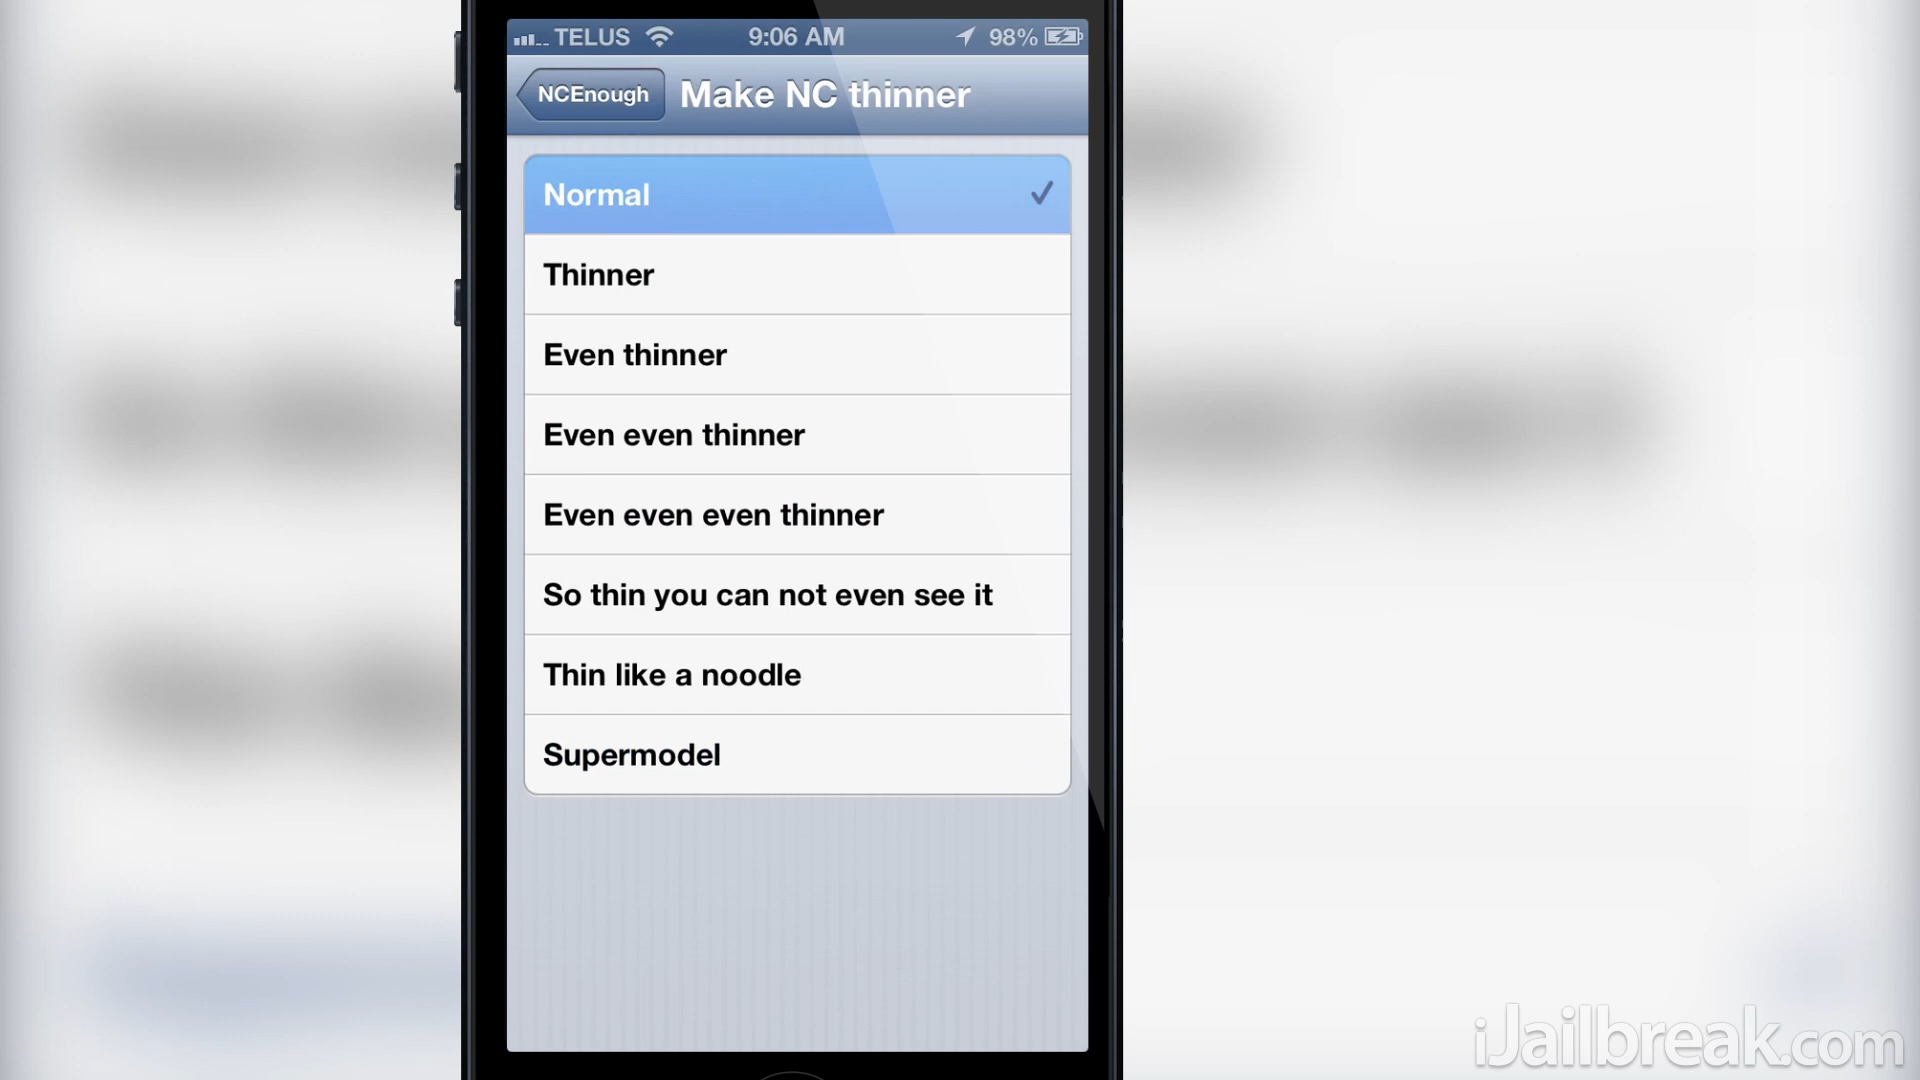 TELUS 9:06 AM 98%
NCEnough Make NC thinner
Normal
Thinner
Even thinner
Even even thinner
Even even even thinner
So thin you can not even see it
Thin like a noodle
Supermodel
iJailbreak.com